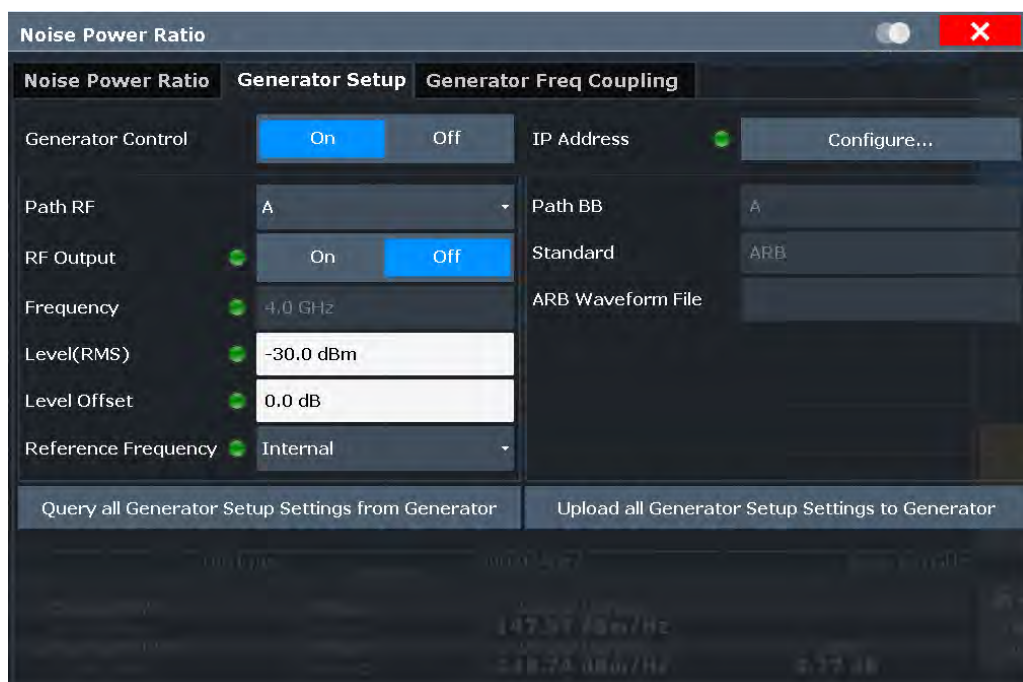 Noise Power Ratio
Noise Power Ratio Generator Setup Generator Freq Coupling
Generator Control On Off IP Address Configure...
Path RF A Path BB A
RF Output On Off Standard ARB
Frequency 4.0 GHz ARB Waveform File
Level(RMS) -30.0 dBm
Level Offset 0.0 dB
Reference Frequency Internal
Query all Generator Setup Settings from Generator Upload all Generator Setup Settings to Generator